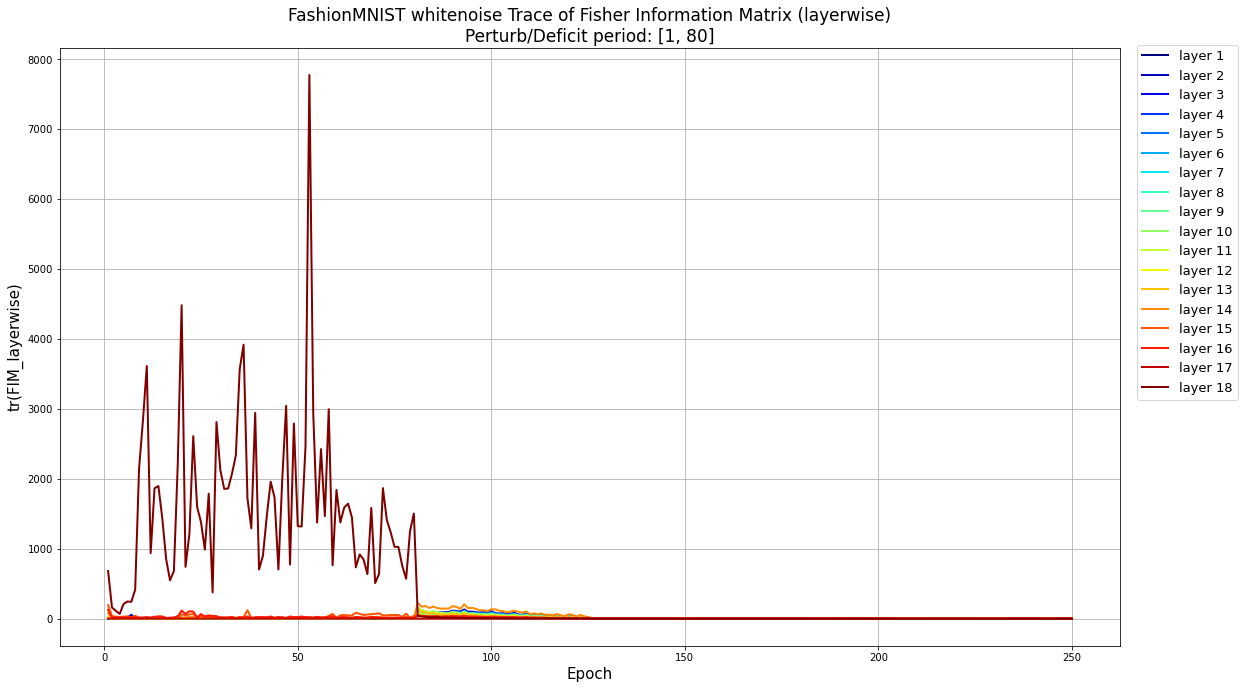 FashionMNIST whitenoise Trace of Fisher Information Matrix (layerwise)
Perturb/Deficit period: [1, 80]
tr(FIM_layerwise)
8000
7000
6000
5000
4000
3000
2000
1000
0
0
50
100
150
200
250
Epoch
layer 1
layer 2
layer 3
layer 4
layer 5
layer 6
layer 7
layer 8
layer 9
layer 10
layer 11
layer 12
layer 13
layer 14
layer 15
layer 16
layer 17
layer 18